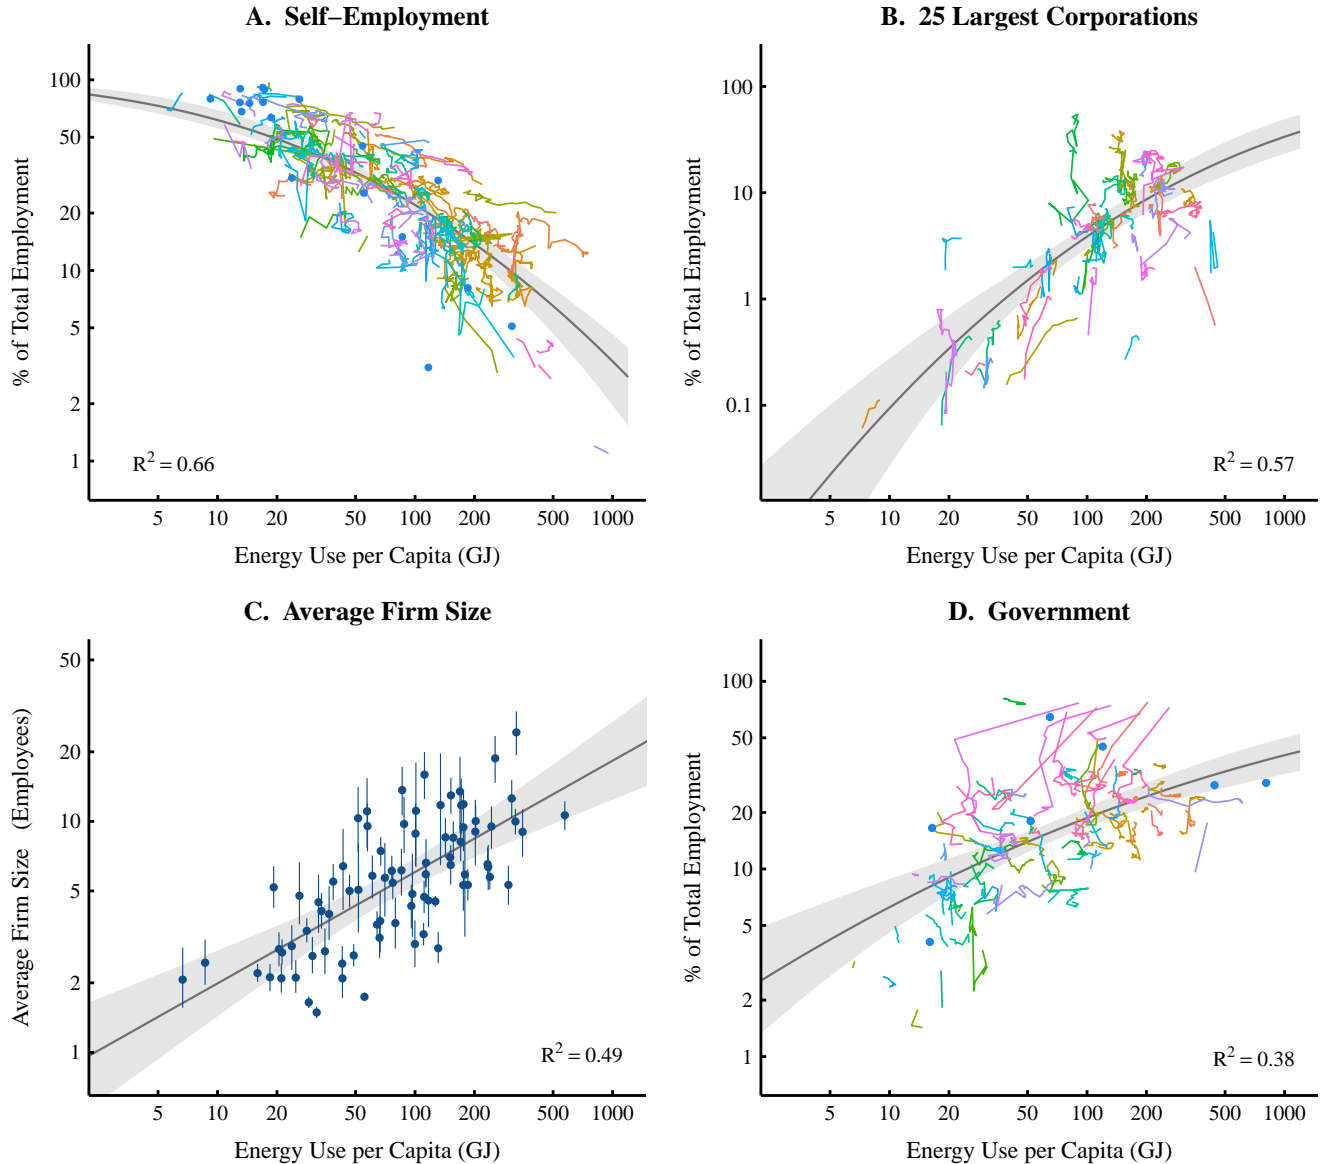 A. Self−Employment
% of Total Employment
100
50
20
10
5
2
1
R² = 0.66
5 10 20 50 100 200 500 1000
Energy Use per Capita (GJ)
B. 25 Largest Corporations
% of Total Employment
100
10
1
0.1
R² = 0.57
5 10 20 50 100 200 500 1000
Energy Use per Capita (GJ)
C. Average Firm Size
Average Firm Size (Employees)
50
20
10
5
2
1
R² = 0.49
5 10 20 50 100 200 500 1000
Energy Use per Capita (GJ)
D. Government
% of Total Employment
100
50
20
10
5
2
1
R² = 0.38
5 10 20 50 100 200 500 1000
Energy Use per Capita (GJ)